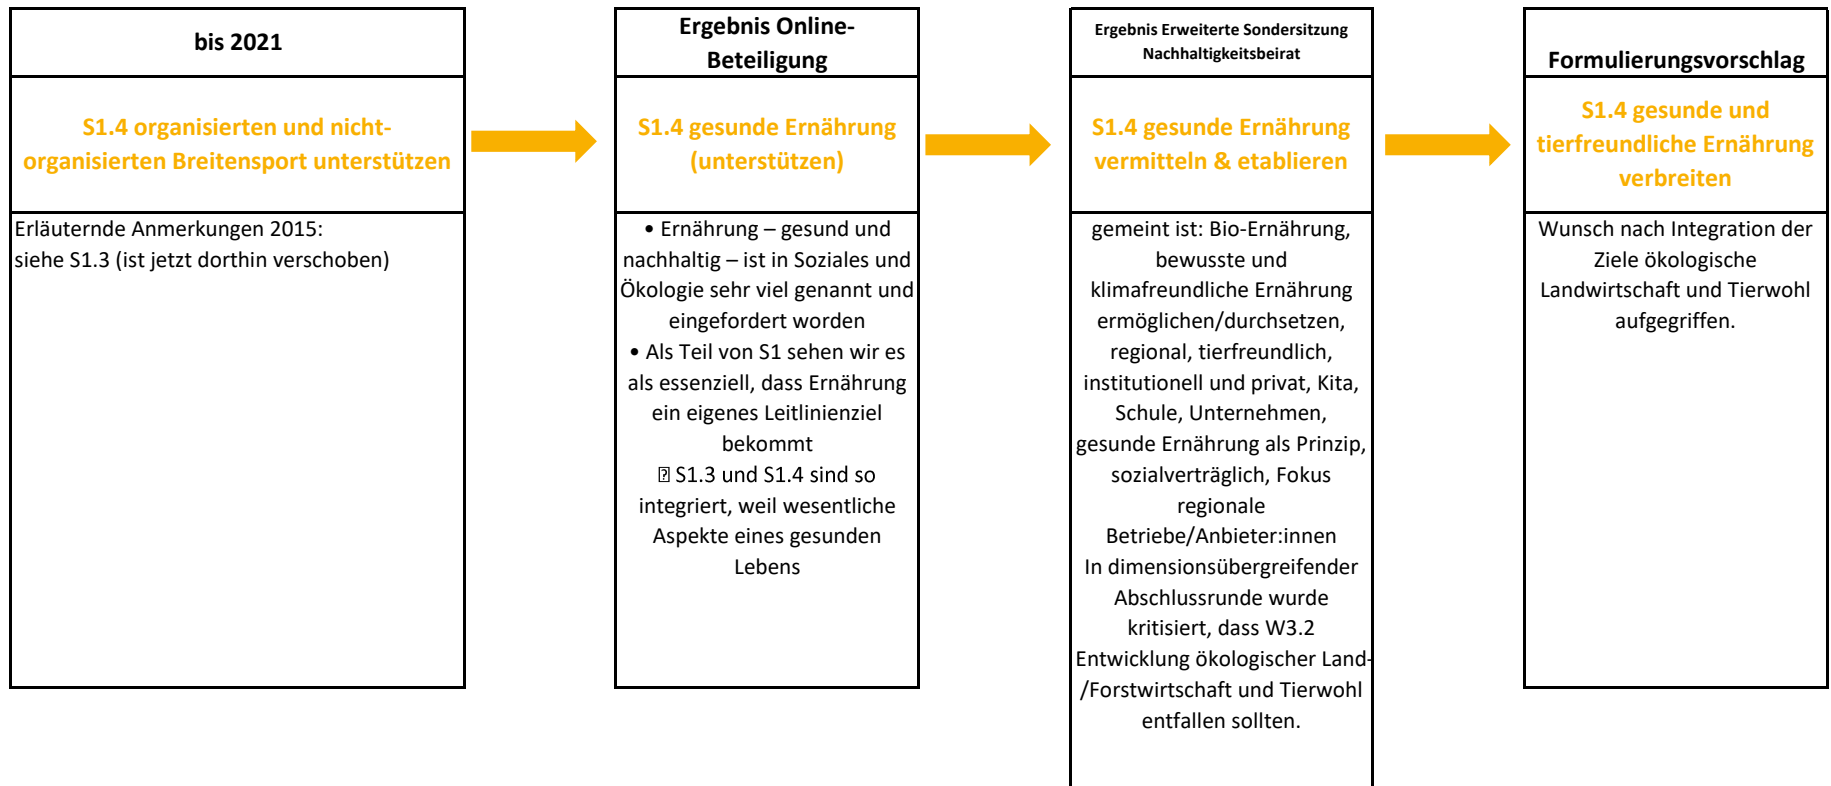 bis 2021
S1.4 organisierten und nicht-
organisierten Breitensport unterstützen
Erläuternde Anmerkungen 2015:
siehe S1.3 (ist jetzt dorthin verschoben)
Ergebnis Online-
Beteiligung
S1.4 gesunde Ernährung
(unterstützen)
• Ernährung – gesund und
nachhaltig – ist in Soziales und
Ökologie sehr viel genannt und
eingefordert worden
• Als Teil von S1 sehen wir es
als essenziell, dass Ernährung
ein eigenes Leitlinienziel
bekommt
⍰ S1.3 und S1.4 sind so
integriert, weil wesentliche
Aspekte eines gesunden
Lebens
Ergebnis Erweiterte Sondersitzung
Nachhaltigkeitsbeirat
S1.4 gesunde Ernährung
vermitteln & etablieren
gemeint ist: Bio-Ernährung,
bewusste und
klimafreundliche Ernährung
ermöglichen/durchsetzen,
regional, tierfreundlich,
institutionell und privat, Kita,
Schule, Unternehmen,
gesunde Ernährung als Prinzip,
sozialverträglich, Fokus
regionale
Betriebe/Anbieter:innen
In dimensionsübergreifender
Abschlussrunde wurde
kritisiert, dass W3.2
Entwicklung ökologischer Land-
/Forstwirtschaft und Tierwohl
entfallen sollten.
Formulierungsvorschlag
S1.4 gesunde und
tierfreundliche Ernährung
verbreiten
Wunsch nach Integration der
Ziele ökologische
Landwirtschaft und Tierwohl
aufgegriffen.